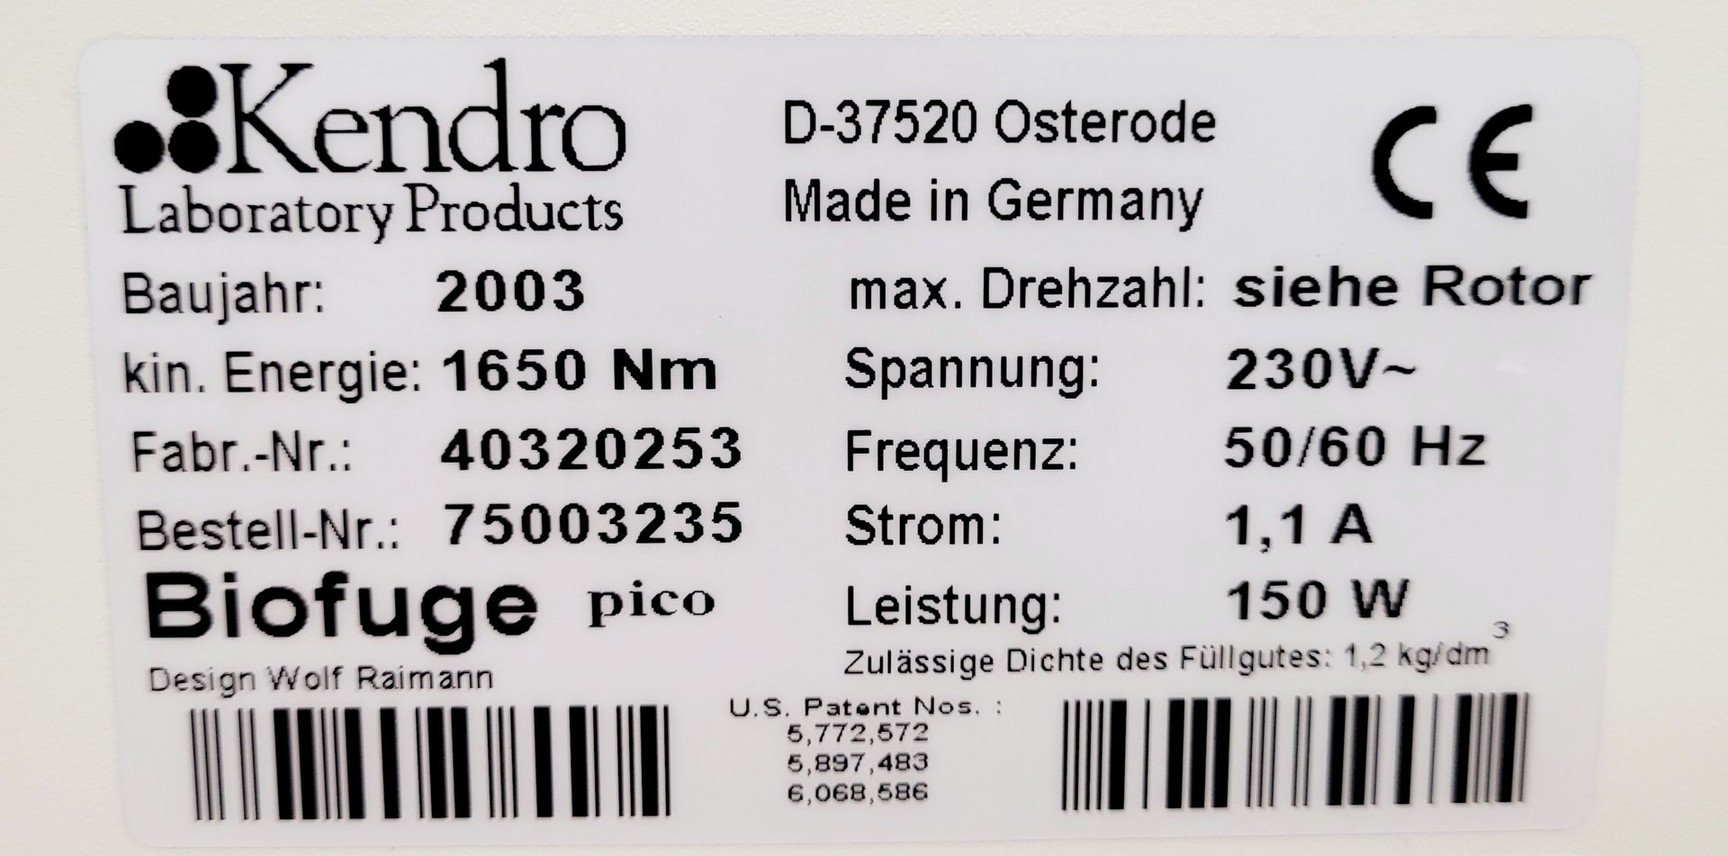 Kendro
Laboratory Products
D-37520 Osterode
Made in Germany
CE
Baujahr: 2003
max. Drehzahl: siehe Rotor
kin. Energie: 1650 Nm
Spannung: 230V~
Fabr.-Nr.: 40320253
Frequenz: 50/60 Hz
Bestell-Nr.: 75003235
Strom: 1,1 A
Biofuge pico
Leistung: 150 W
Zulässige Dichte des Füllgutes: 1,2 kg/dm³
Design Wolf Raimann
U.S. Patent Nos. :
5,772,572
5,897,483
6,068,586